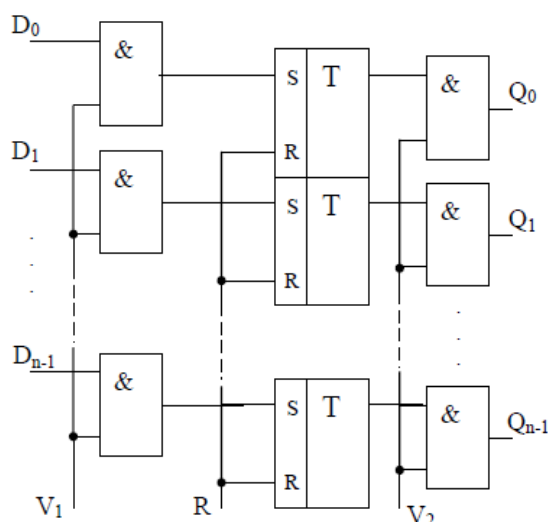 D0 & S T & Q0
R
D1 & S T & Q1
R
Dn-1 & S T & Qn-1
R
V1 R V2